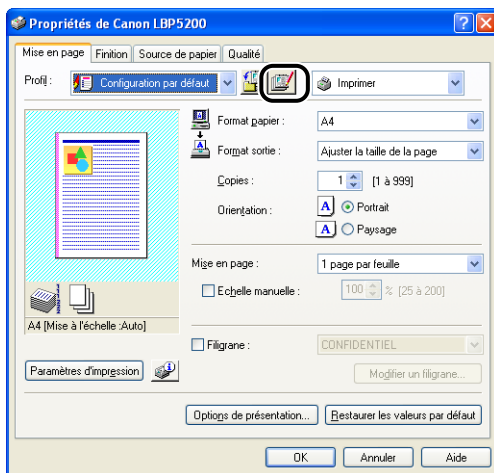 Propriétés de Canon LBP5200
Mise en page Finition Source de papier Qualité
Profil : Configuration par défaut Imprimer
Format papier : A4
Format sortie : Ajuster la taille de la page
Copies : 1 [1 à 999]
Orientation : A Portrait
A Paysage
Mise en page : 1 page par feuille
Echelle manuelle : 100 % [25 à 200]
A4 [Mise à l'échelle :Auto]
Filigrane : CONFIDENTIEL
Paramètres d'impression Modifier un filigrane...
Options de présentation... Restaurer les valeurs par défaut
OK Annuler Aide